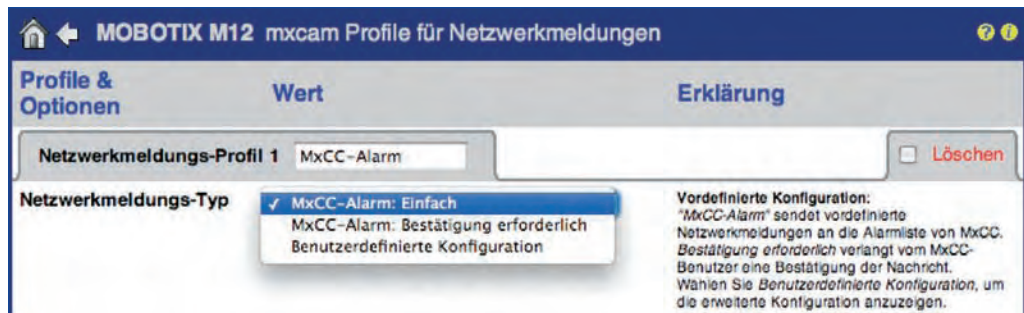 MOBOTIX M12 mxcam Profile für Netzwerkmeldungen
Profile &
Optionen
Wert
Erklärung
Netzwerkmeldungs-Profil 1 MxCC-Alarm
Löschen
Netzwerkmeldungs-Typ
✓ MxCC-Alarm: Einfach
MxCC-Alarm: Bestätigung erforderlich
Benutzerdefinierte Konfiguration
Vordefinierte Konfiguration:
"MxCC-Alarm" sendet vordefinierte
Netzwerkmeldungen an die Alarmliste von MxCC.
Bestätigung erforderlich verlangt vom MxCC-
Benutzer eine Bestätigung der Nachricht.
Wählen Sie Benutzerdefinierte Konfiguration, um
die erweiterte Konfiguration anzuzeigen.